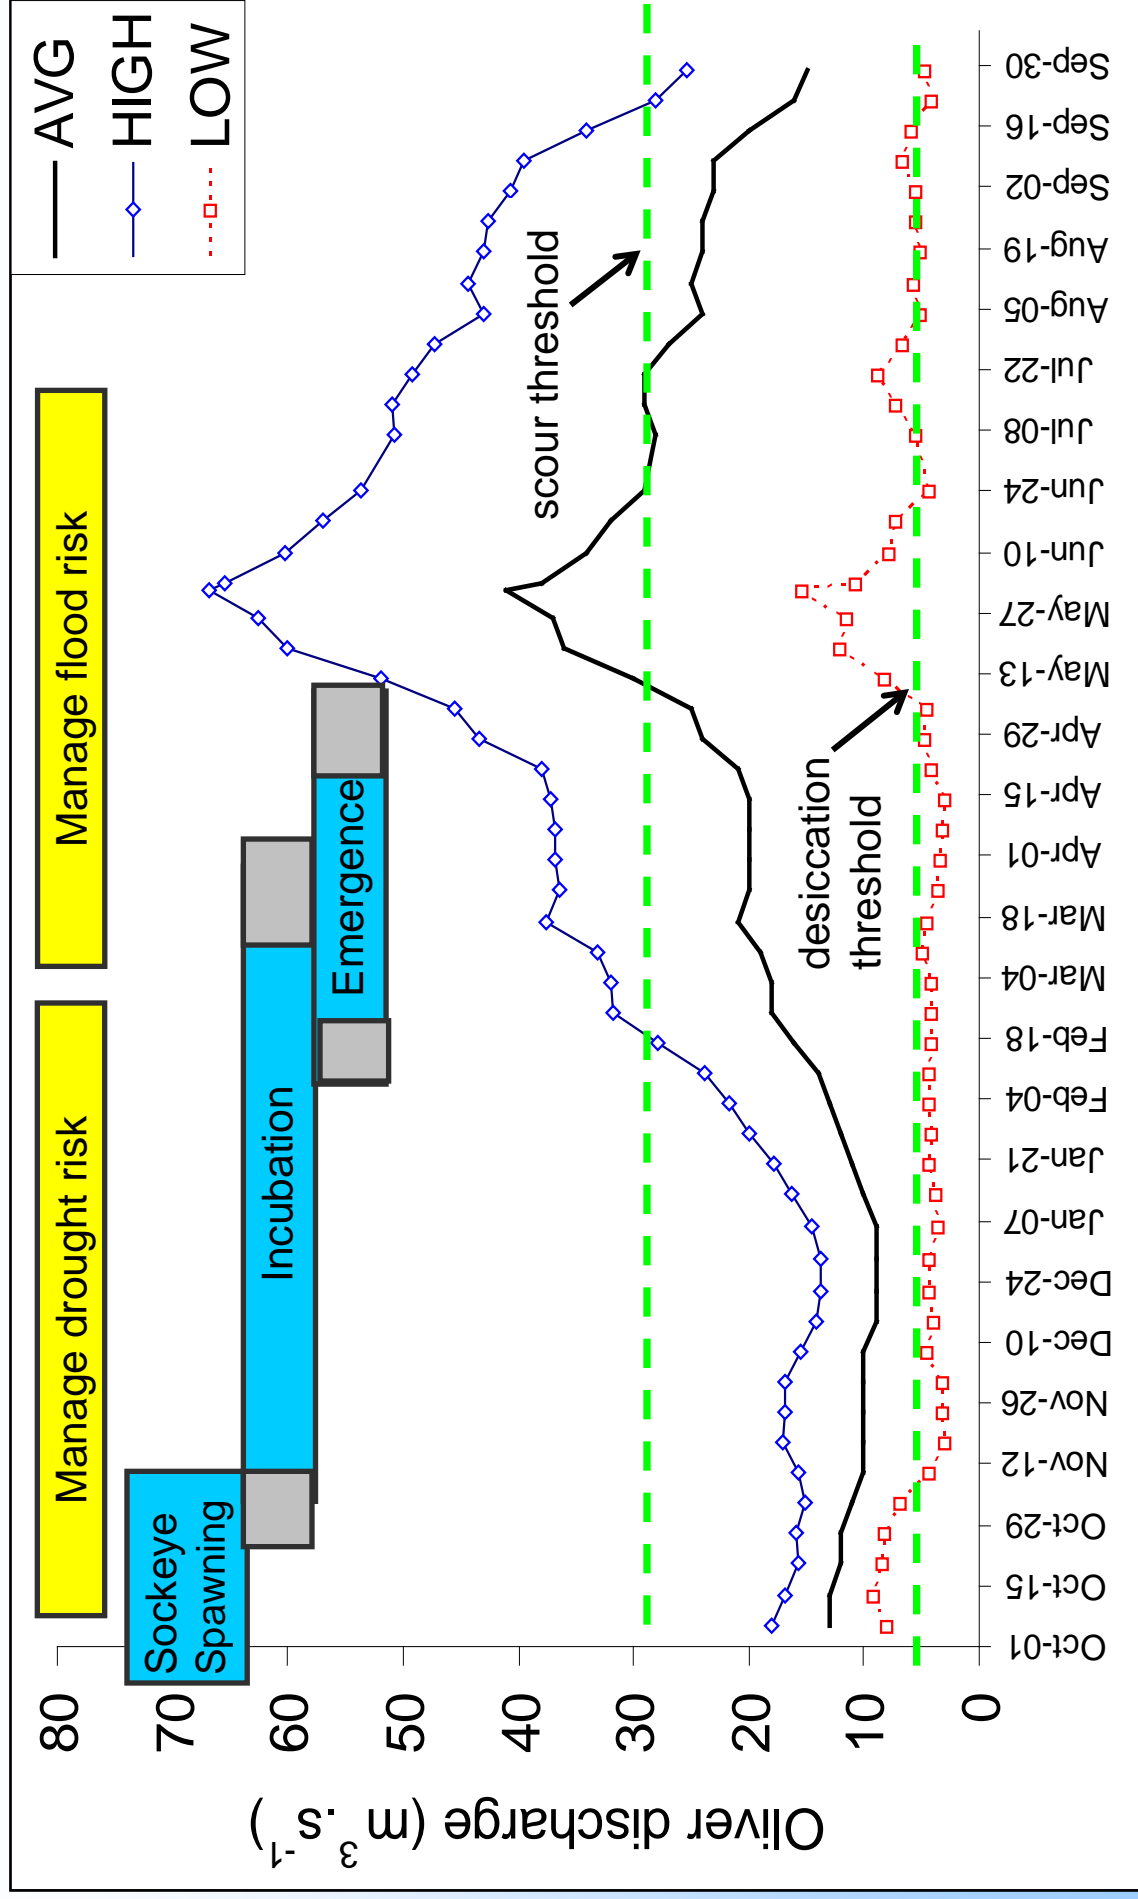 AVG
HIGH
LOW
Manage drought risk
Manage flood risk
Sockeye
Spawning
Incubation
Emergence
scour threshold
desiccation
threshold
Oliver discharge (m³.s⁻¹)
80
70
60
50
40
30
20
10
0
Oct-01
Oct-15
Oct-29
Nov-12
Nov-26
Dec-10
Dec-24
Jan-07
Jan-21
Feb-04
Feb-18
Mar-04
Mar-18
Apr-01
Apr-15
Apr-29
May-13
May-27
Jun-10
Jun-24
Jul-08
Jul-22
Aug-05
Aug-19
Sep-02
Sep-16
Sep-30